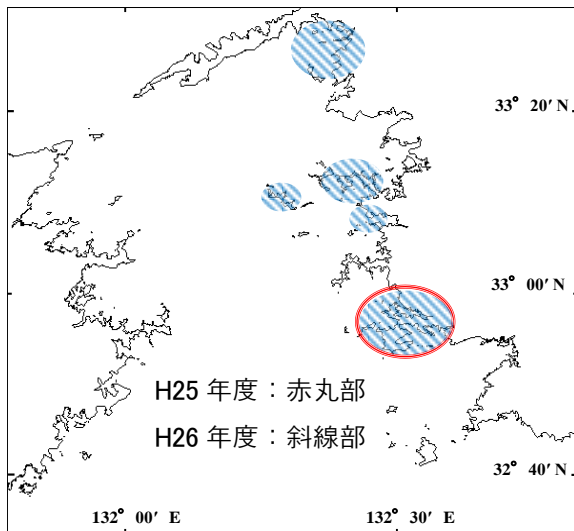 33° 20′ N
33° 00′ N
H25 年度：赤丸部
H26 年度：斜線部
32° 40′ N
132° 00′ E
132° 30′ E